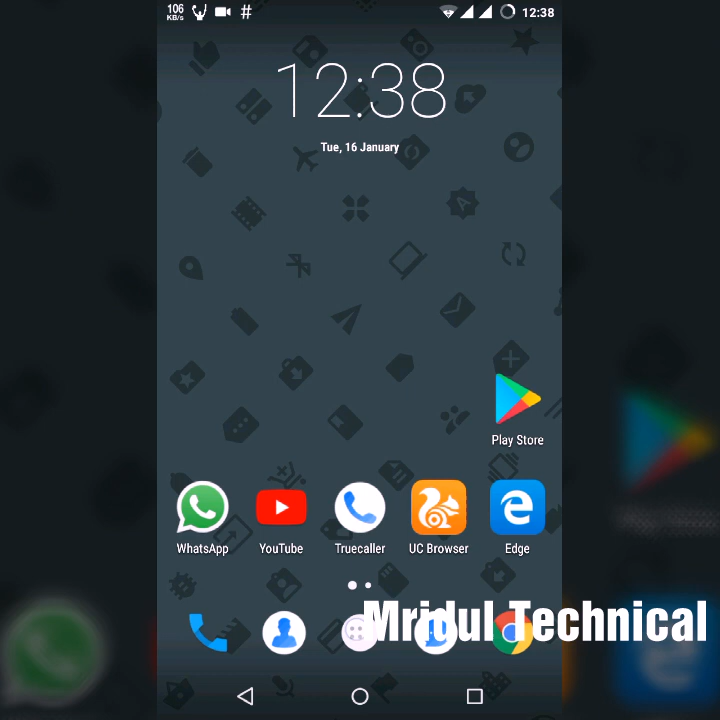 106
KB/s
#
12:38
12:38
Tue, 16 January
Play Store
WhatsApp
YouTube
Truecaller
UC Browser
Edge
Mridul Technical